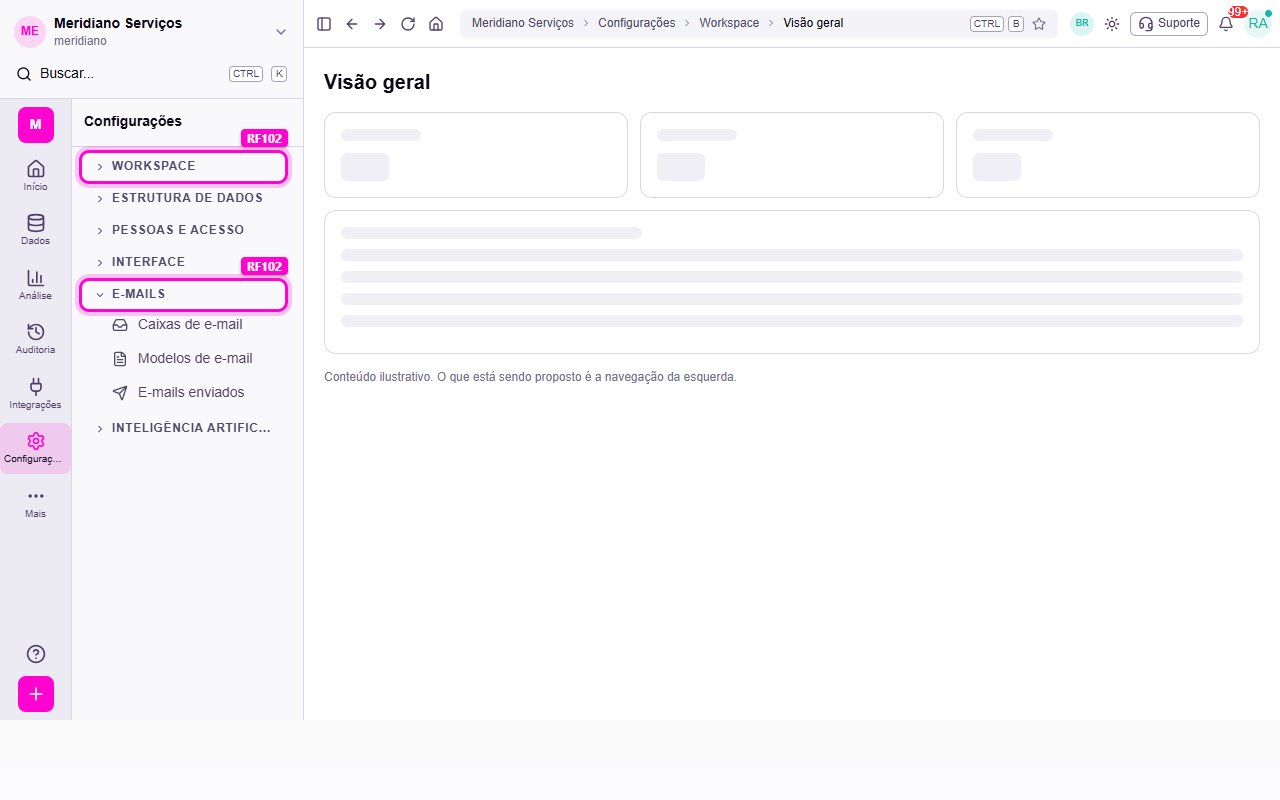 ME
Meridiano Serviços
meridiano
Buscar...
CTRL K
Meridiano Serviços
Configurações
Workspace
Visão geral
CTRL B
BR
Suporte
99+
RA
M
Início
Dados
Análise
Auditoria
Integrações
Configuraç...
Mais
Configurações
RF102
WORKSPACE
ESTRUTURA DE DADOS
PESSOAS E ACESSO
INTERFACE
RF102
E-MAILS
Caixas de e-mail
Modelos de e-mail
E-mails enviados
INTELIGÊNCIA ARTIFIC...
Visão geral
Conteúdo ilustrativo. O que está sendo proposto é a navegação da esquerda.